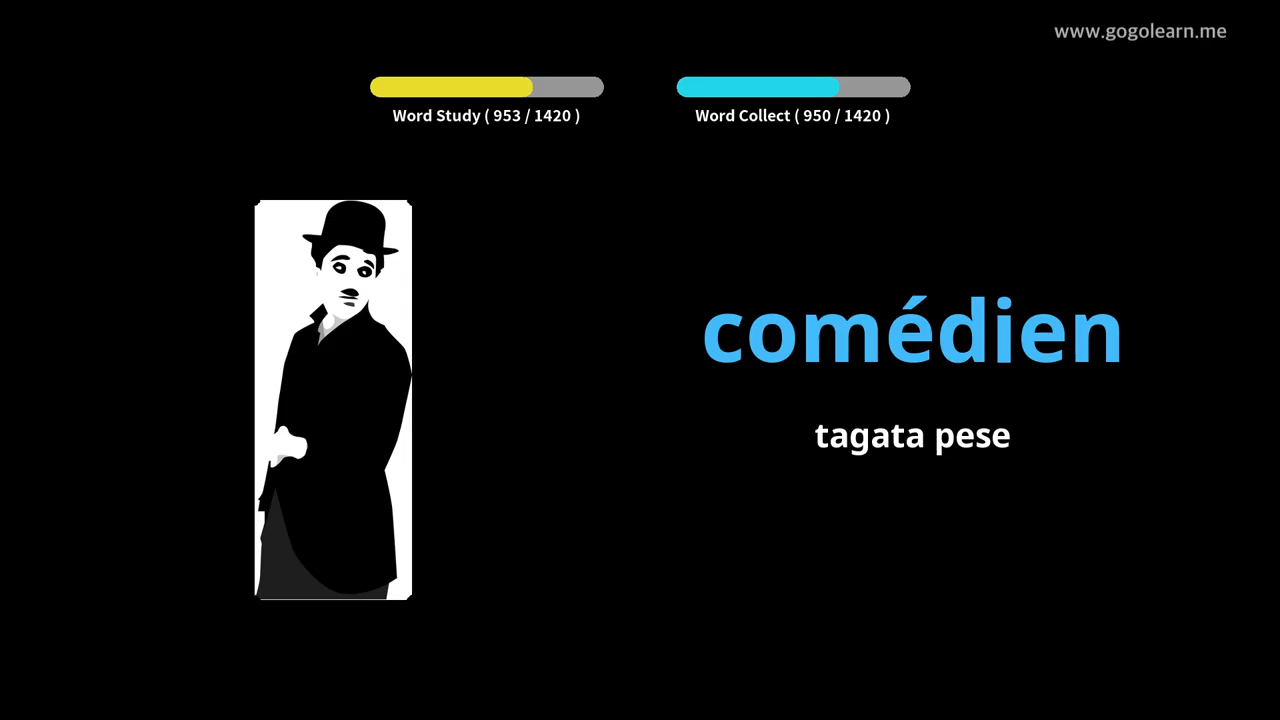 www.gogolearn.me
Word Study ( 953 / 1420 )
Word Collect ( 950 / 1420 )
comédien
tagata pese